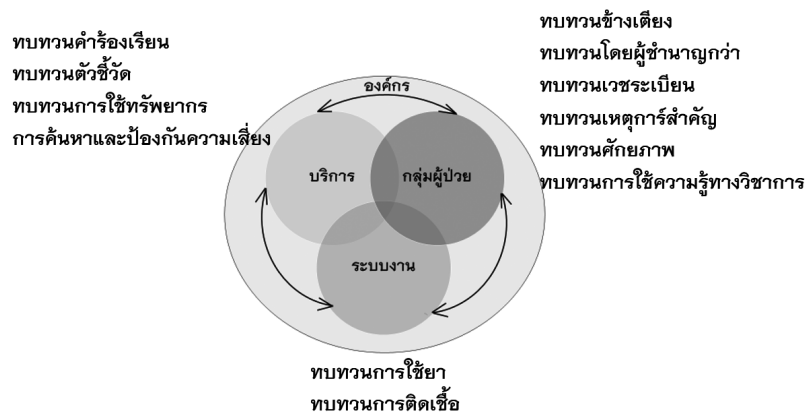 ทบทวนคำร้องเรียน
ทบทวนตัวชี้วัด
ทบทวนการใช้ทรัพยากร
การค้นหาและป้องกันความเสี่ยง
องค์กร
บริการ
กลุ่มผู้ป่วย
ระบบงาน
ทบทวนข้างเตียง
ทบทวนโดยผู้ชำนาญกว่า
ทบทวนเวชระเบียน
ทบทวนเหตุการ์สำคัญ
ทบทวนศักยภาพ
ทบทวนการใช้ความรู้ทางวิชาการ
ทบทวนการใช้ยา
ทบทวนการติดเชื้อ